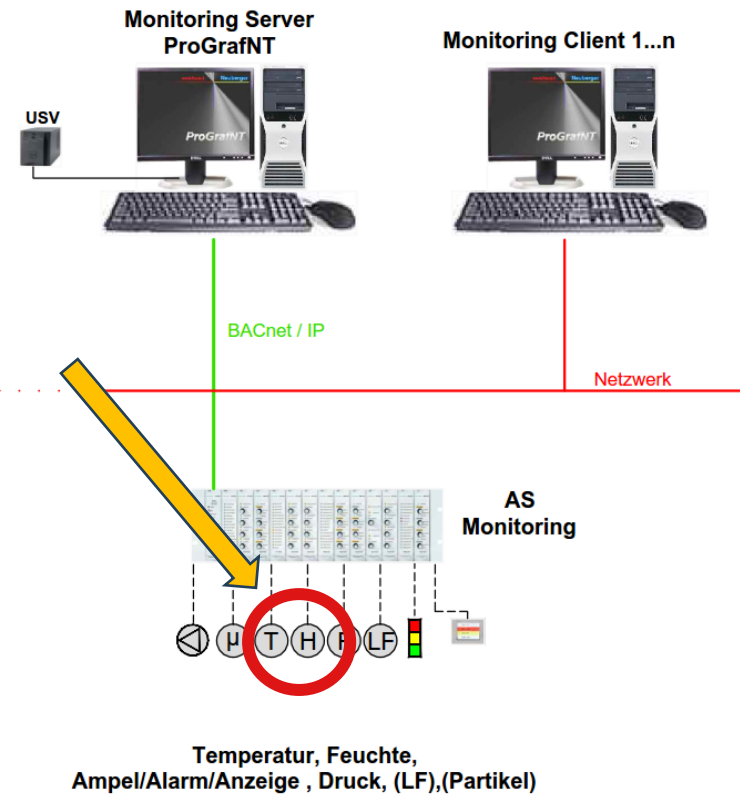 Monitoring Server
ProGrafNT
Monitoring Client 1...n
USV
ProGrafNT
ProGrafNT
DELL
BACnet / IP
Netzwerk
AS
Monitoring
µ T H LF
Temperatur, Feuchte,
Ampel/Alarm/Anzeige , Druck, (LF),(Partikel)